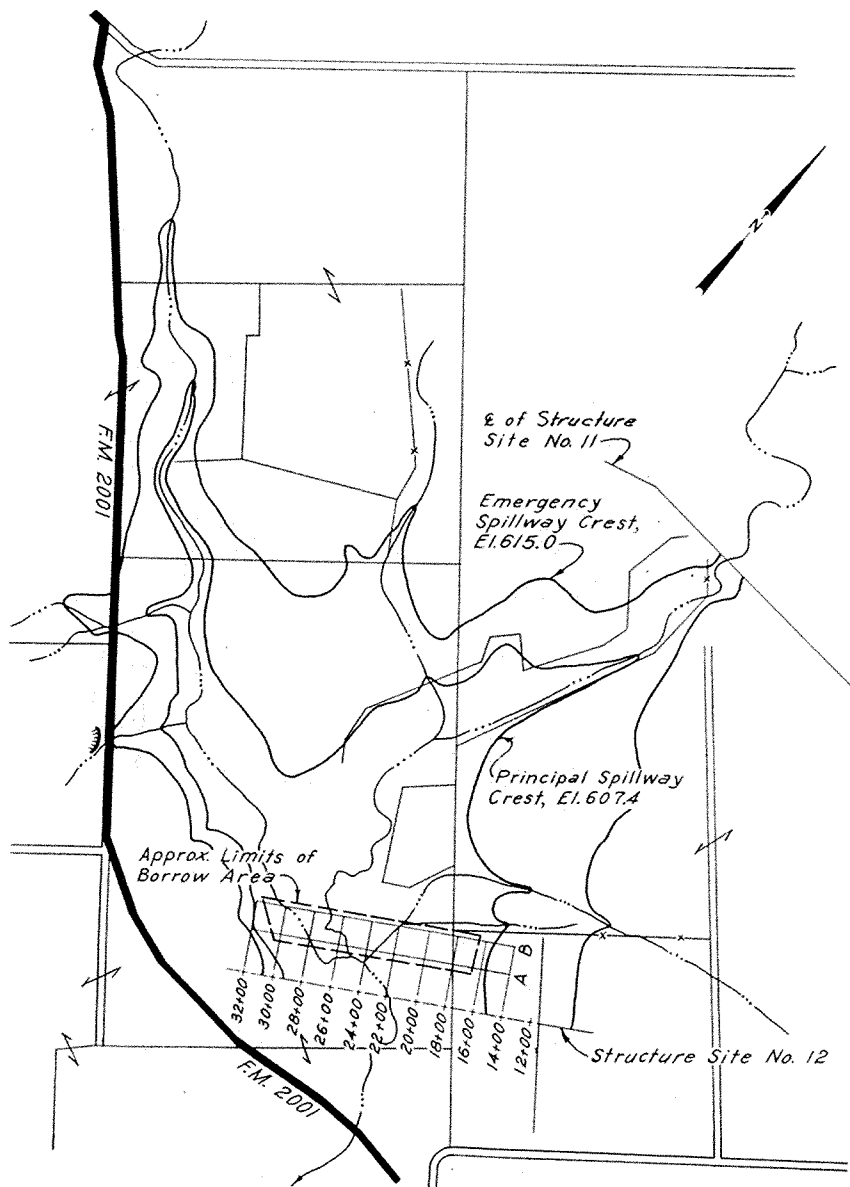 N
℄ of Structure
Site No. 11
Emergency
Spillway Crest,
El. 615.0
F.M. 2001
Principal Spillway
Crest, El. 607.4
Approx. Limits of
Borrow Area
B
A
32+00
30+00
28+00
26+00
24+00
22+00
20+00
18+00
16+00
14+00
12+00
Structure Site No. 12
F.M. 2001